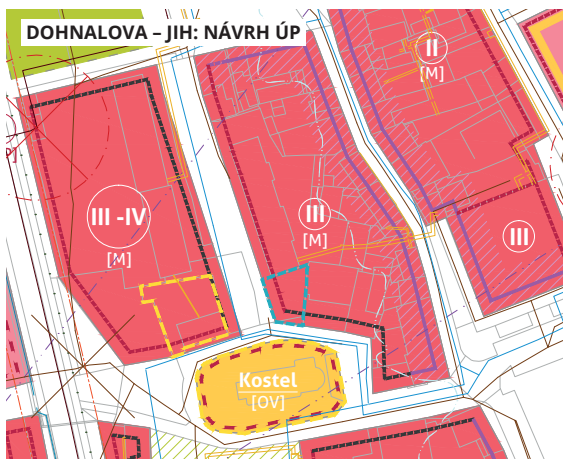 DOHNALOVA – JIH: NÁVRH ÚP
II
[M]
III -IV
[M]
III
[M]
III
Kostel
[OV]